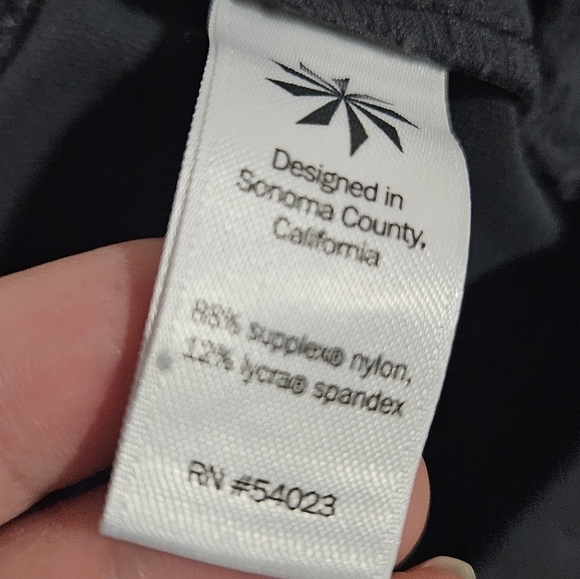 Designed in
Sonoma County,
California
88% supplex® nylon,
12% lycra® spandex
RN #54023